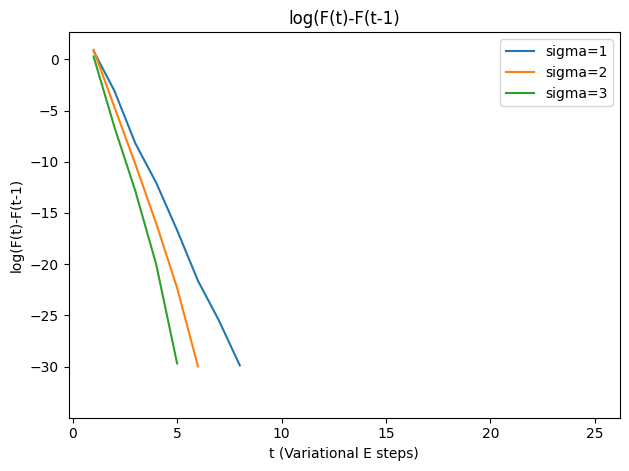 log(F(t)-F(t-1)
sigma=1
sigma=2
sigma=3
0
−5
−10
−15
−20
−25
−30
log(F(t)-F(t-1)
0
5
10
15
20
25
t (Variational E steps)